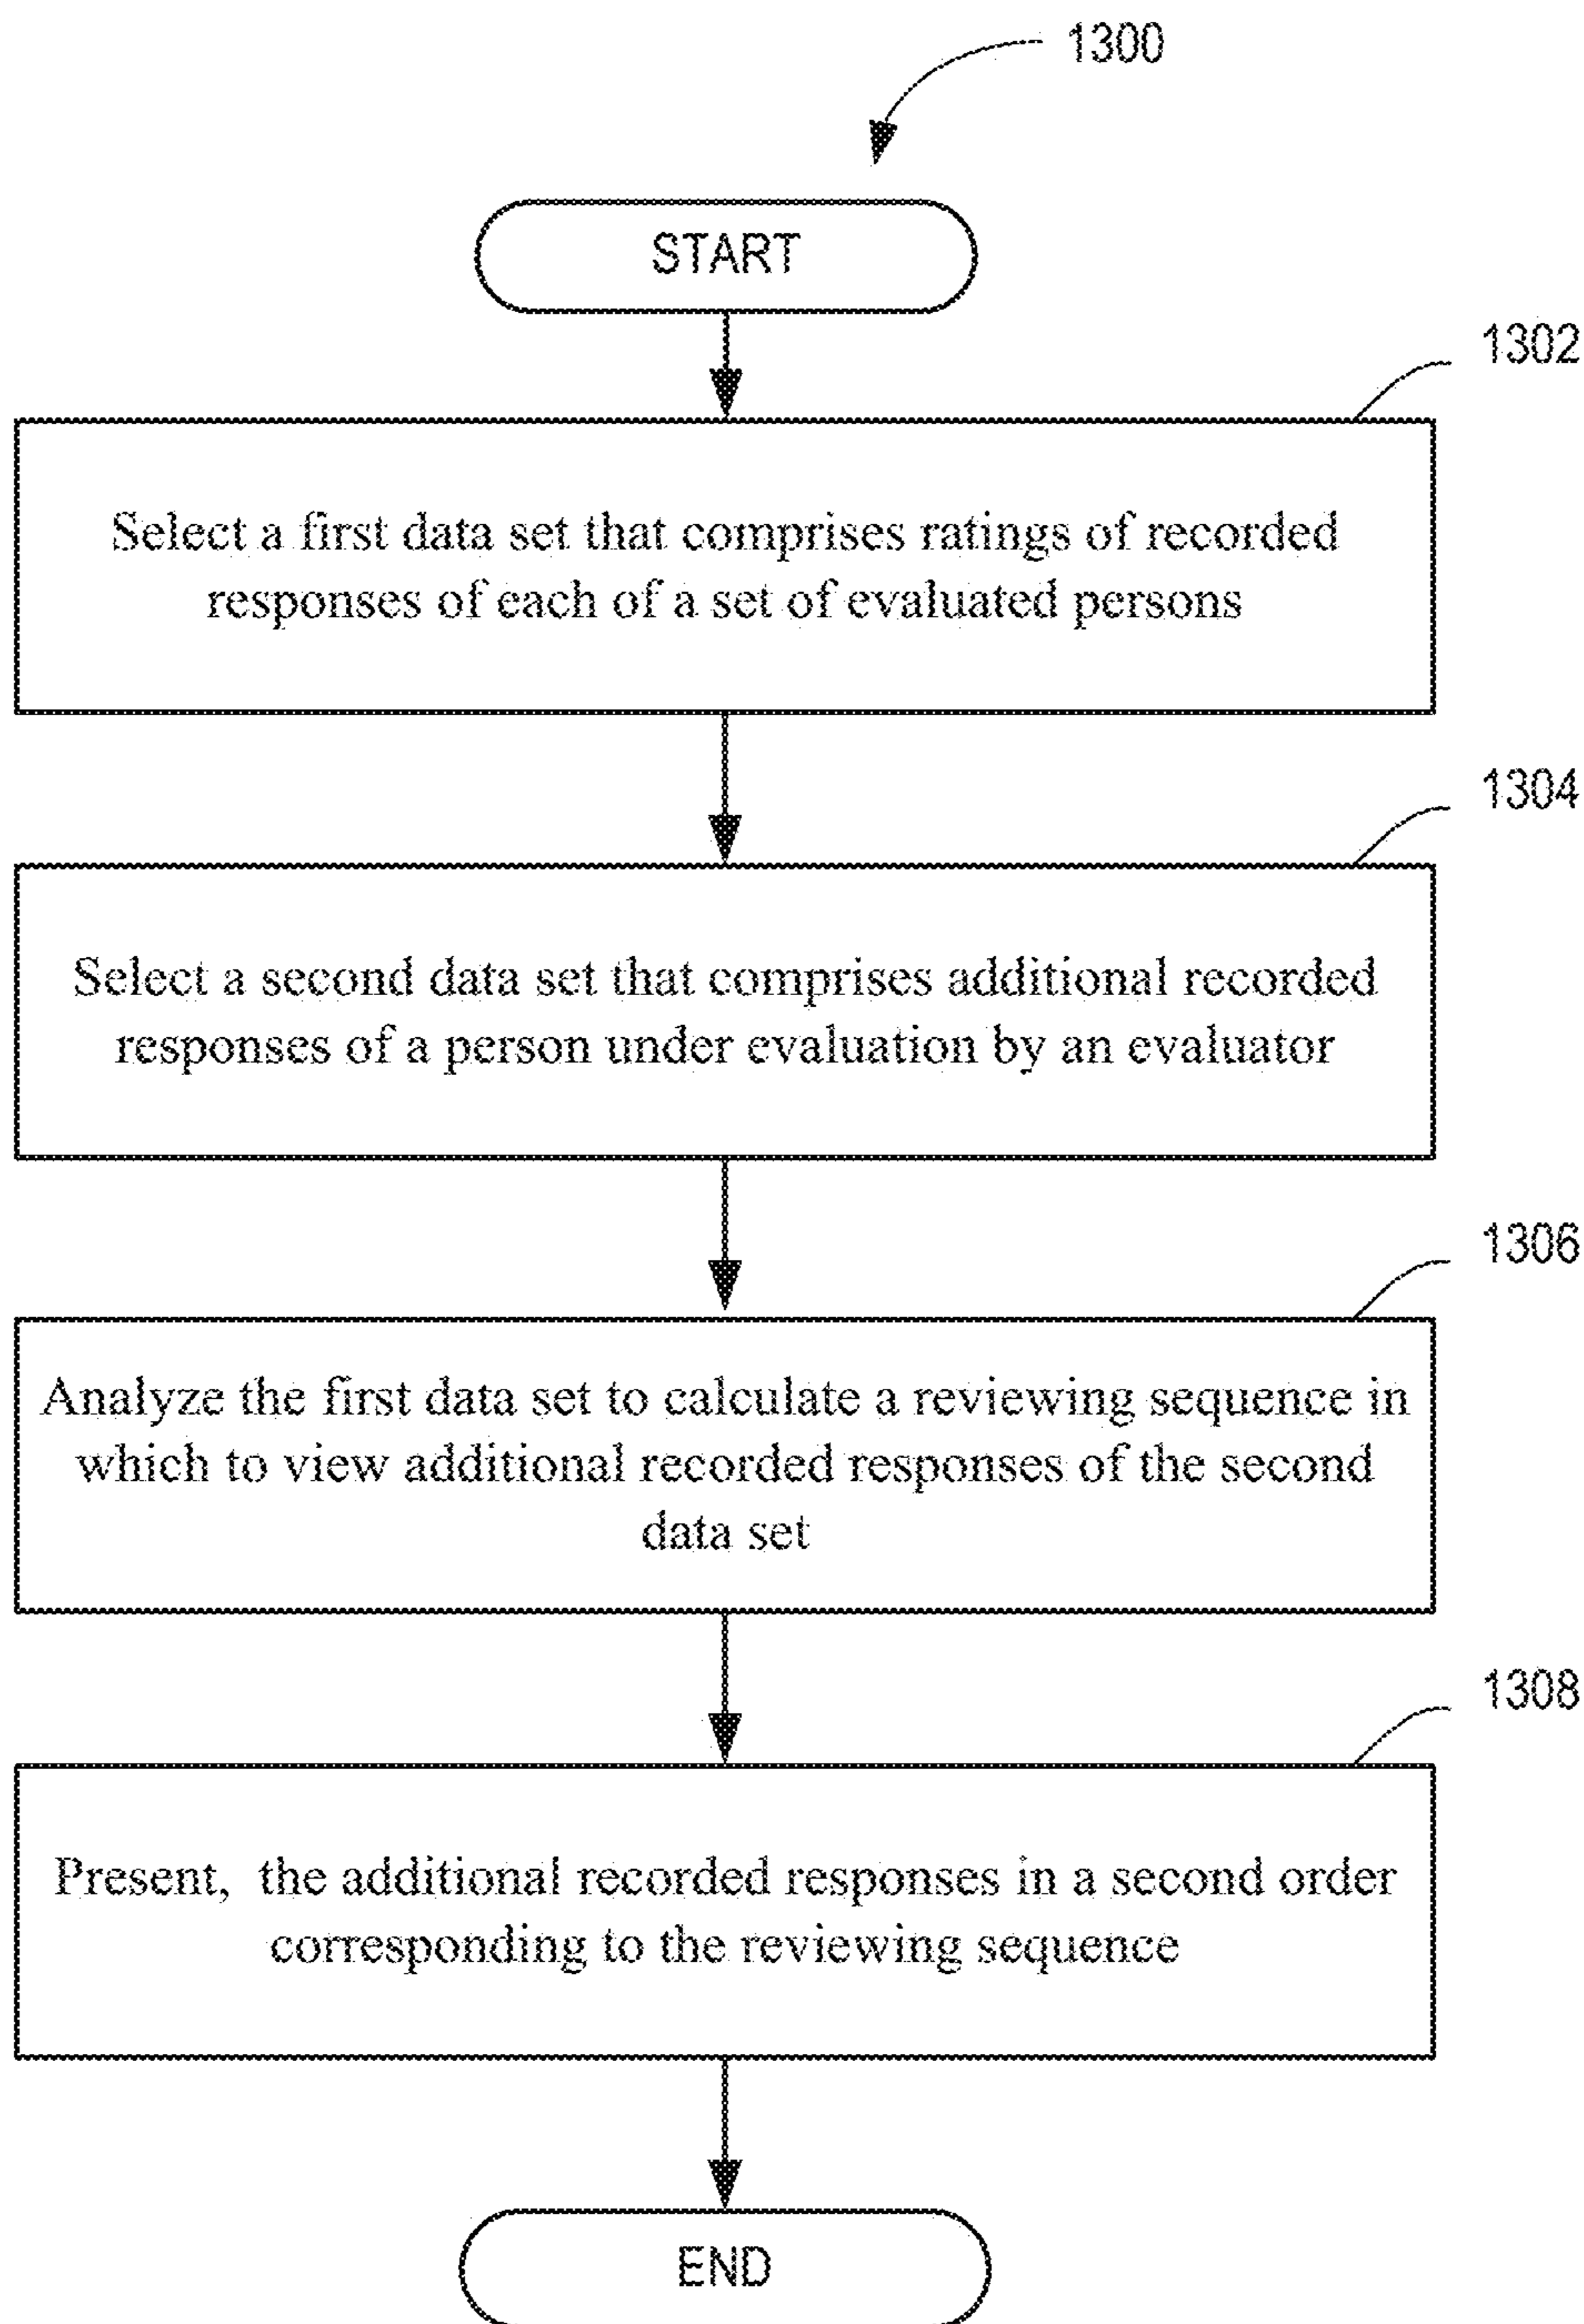 1300
START
1302
Select a first data set that comprises ratings of recorded
responses of each of a set of evaluated persons
1304
Select a second data set that comprises additional recorded
responses of a person under evaluation by an evaluator
1306
Analyze the first data set to calculate a reviewing sequence in
which to view additional recorded responses of the second
data set
1308
Present,  the additional recorded responses in a second order
corresponding to the reviewing sequence
END